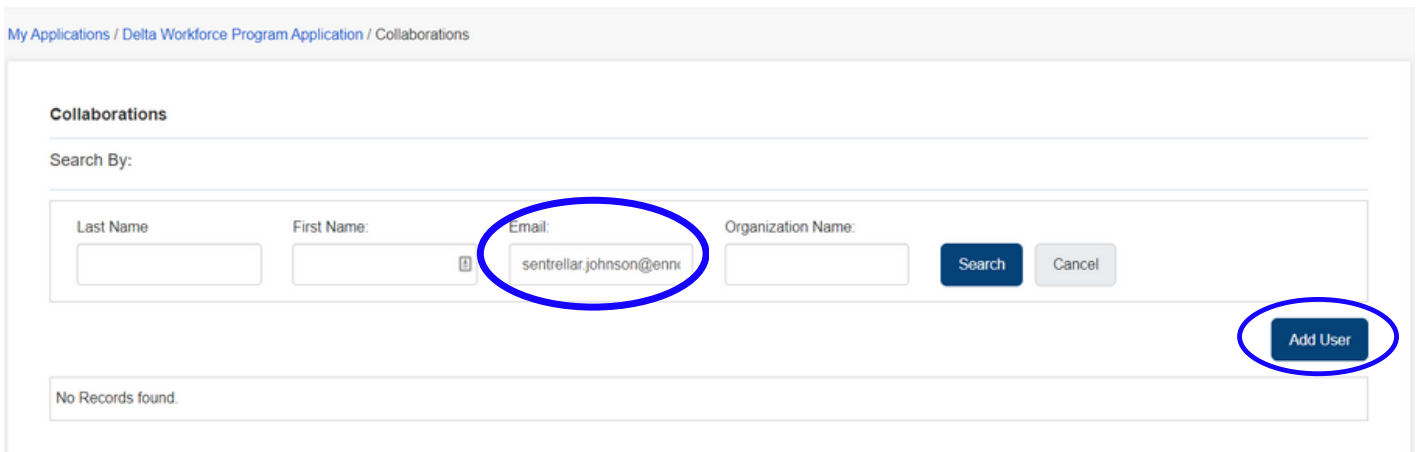 My Applications / Delta Workforce Program Application / Collaborations
Collaborations
Search By:
Last Name First Name: Email: Organization Name:
sentrellar.johnson@enn Search Cancel
Add User
No Records found.